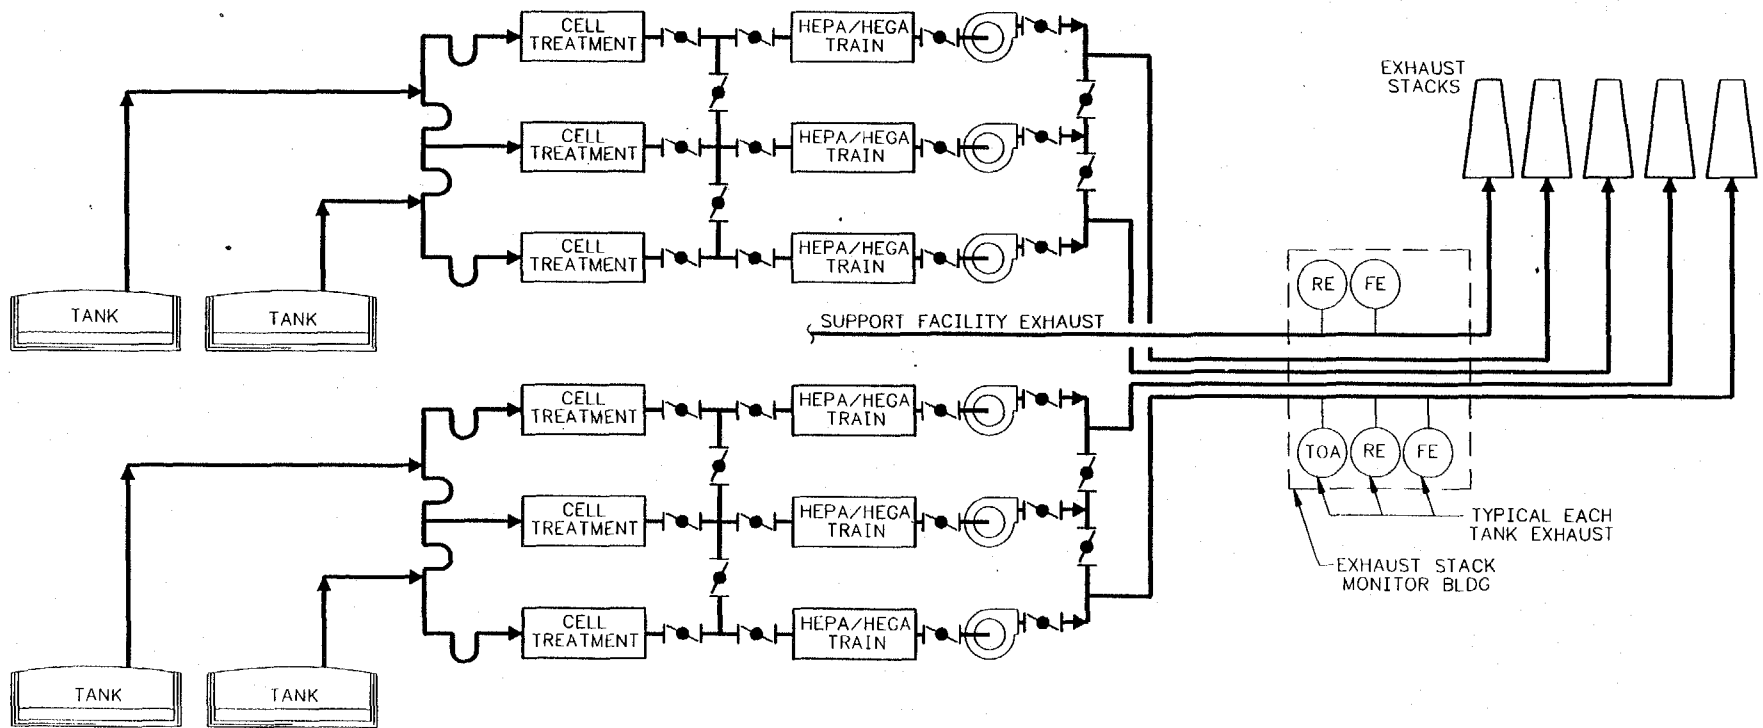 CELL
TREATMENT
HEPA/HEGA
TRAIN
EXHAUST
STACKS
CELL
TREATMENT
HEPA/HEGA
TRAIN
CELL
TREATMENT
HEPA/HEGA
TRAIN
TANK
TANK
RE
FE
SUPPORT FACILITY EXHAUST
CELL
TREATMENT
HEPA/HEGA
TRAIN
TOA
RE
FE
CELL
TREATMENT
HEPA/HEGA
TRAIN
TYPICAL EACH
TANK EXHAUST
EXHAUST STACK
MONITOR BLDG
CELL
TREATMENT
HEPA/HEGA
TRAIN
TANK
TANK